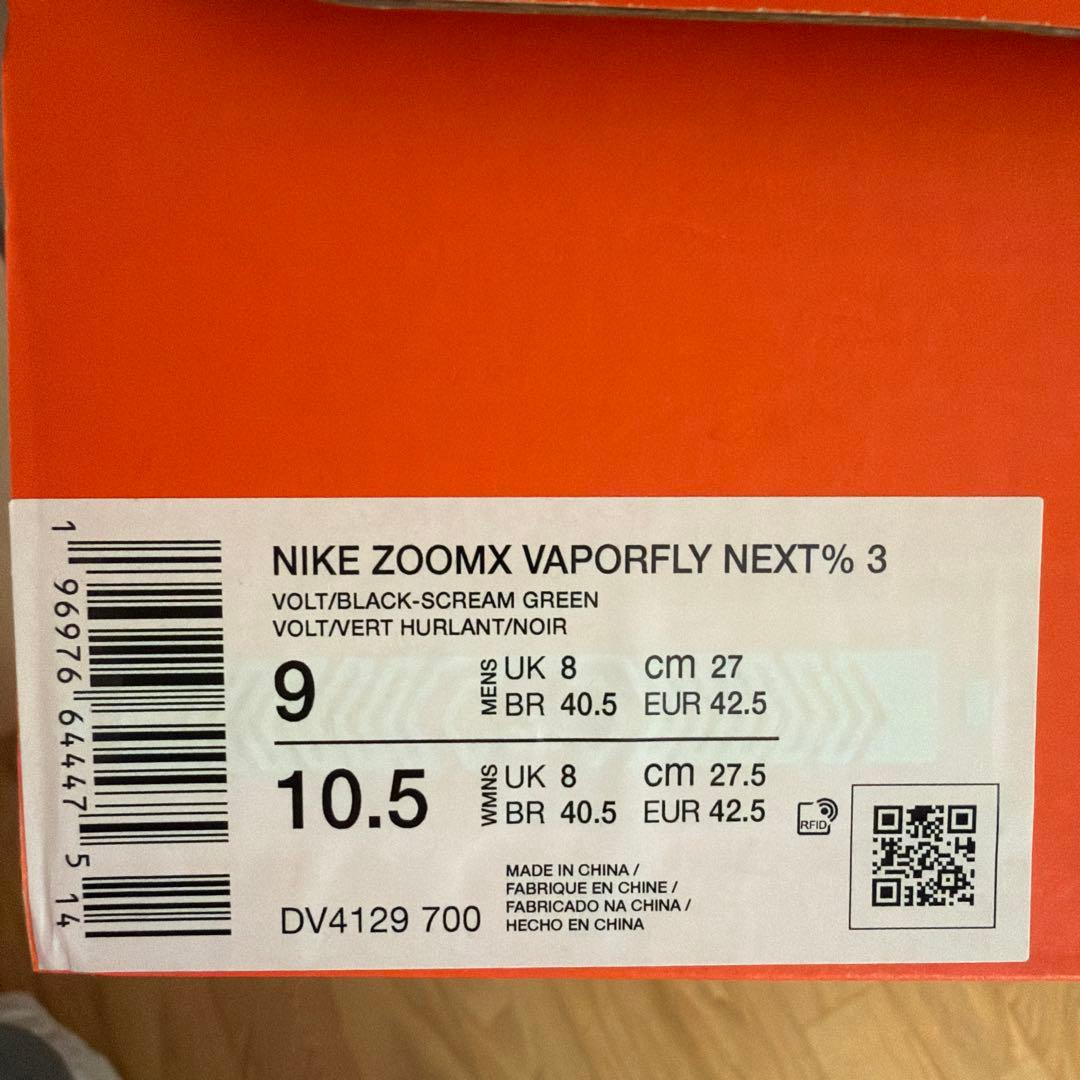 NIKE ZOOMX VAPORFLY NEXT% 3
VOLT/BLACK-SCREAM GREEN
VOLT/VERT HURLANT/NOIR
9 MENS UK 8 cm 27
BR 40.5 EUR 42.5
10.5 WMNS UK 8 cm 27.5
BR 40.5 EUR 42.5
RFID
MADE IN CHINA /
FABRIQUE EN CHINE /
FABRICADO NA CHINA /
HECHO EN CHINA
DV4129 700
1 96976 64447 5 14